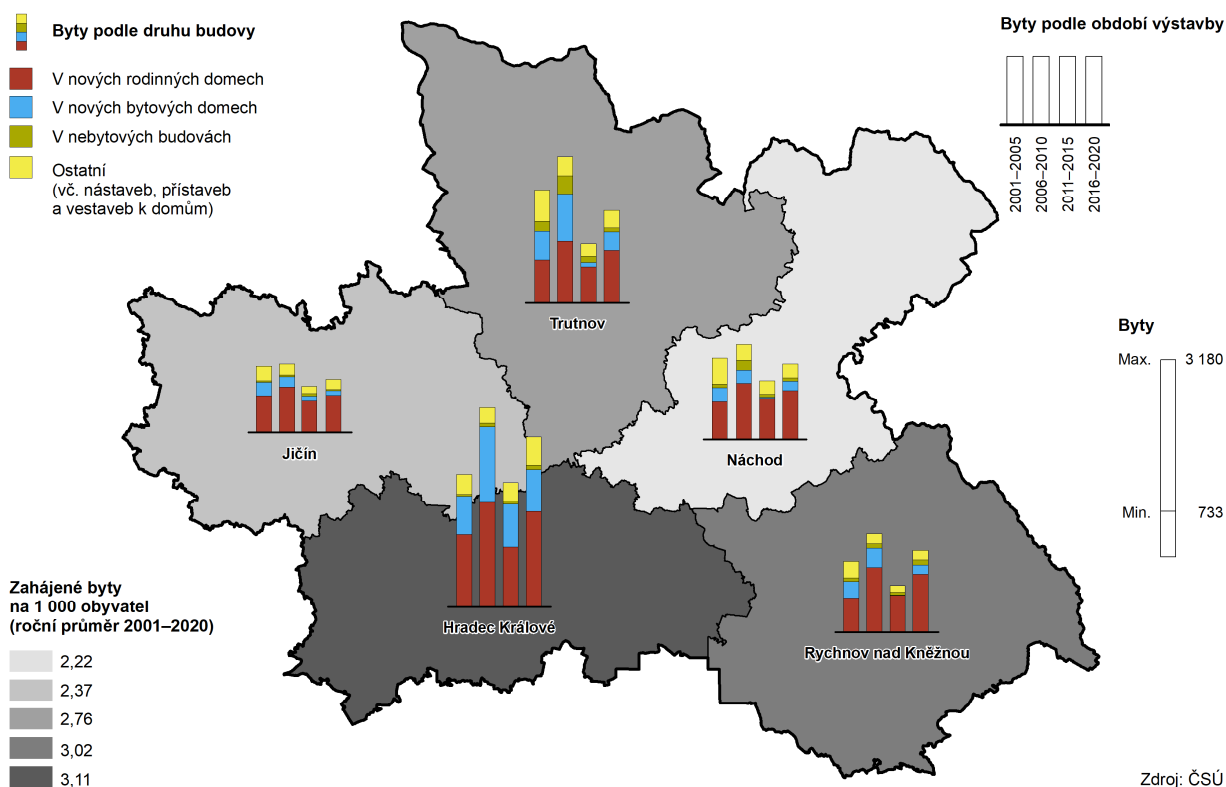 Byty podle druhu budovy
V nových rodinných domech
V nových bytových domech
V nebytových budovách
Ostatní
(vč. nástaveb, přístaveb
a vestaveb k domům)
Byty podle období výstavby
2001–2005
2006–2010
2011–2015
2016–2020
Trutnov
Jičín
Náchod
Hradec Králové
Rychnov nad Kněžnou
Byty
Max. 3 180
Min. 733
Zahájené byty
na 1 000 obyvatel
(roční průměr 2001–2020)
2,22
2,37
2,76
3,02
3,11
Zdroj: ČSÚ